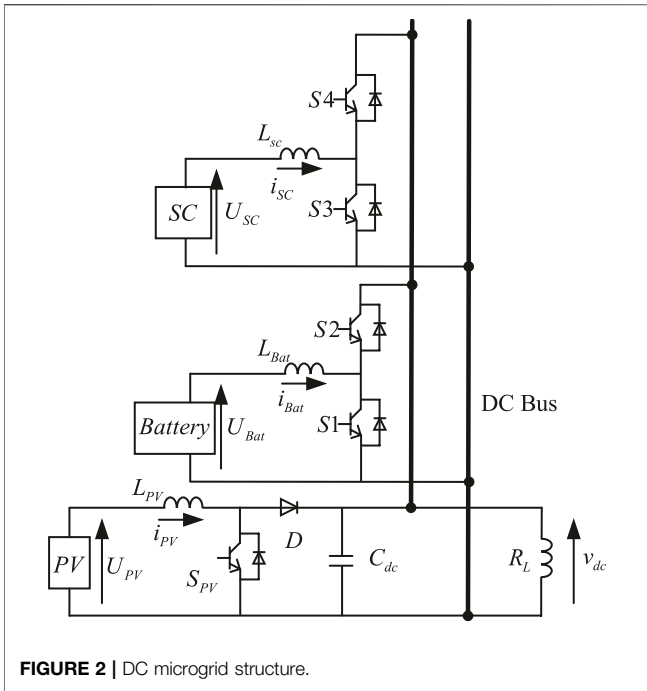 S4
L_sc
i_SC
SC
U_SC
S3
S2
L_Bat
i_Bat
DC Bus
Battery
U_Bat
S1
L_PV
i_PV
D
PV
U_PV
S_PV
C_dc
R_L
v_dc
FIGURE 2 | DC microgrid structure.